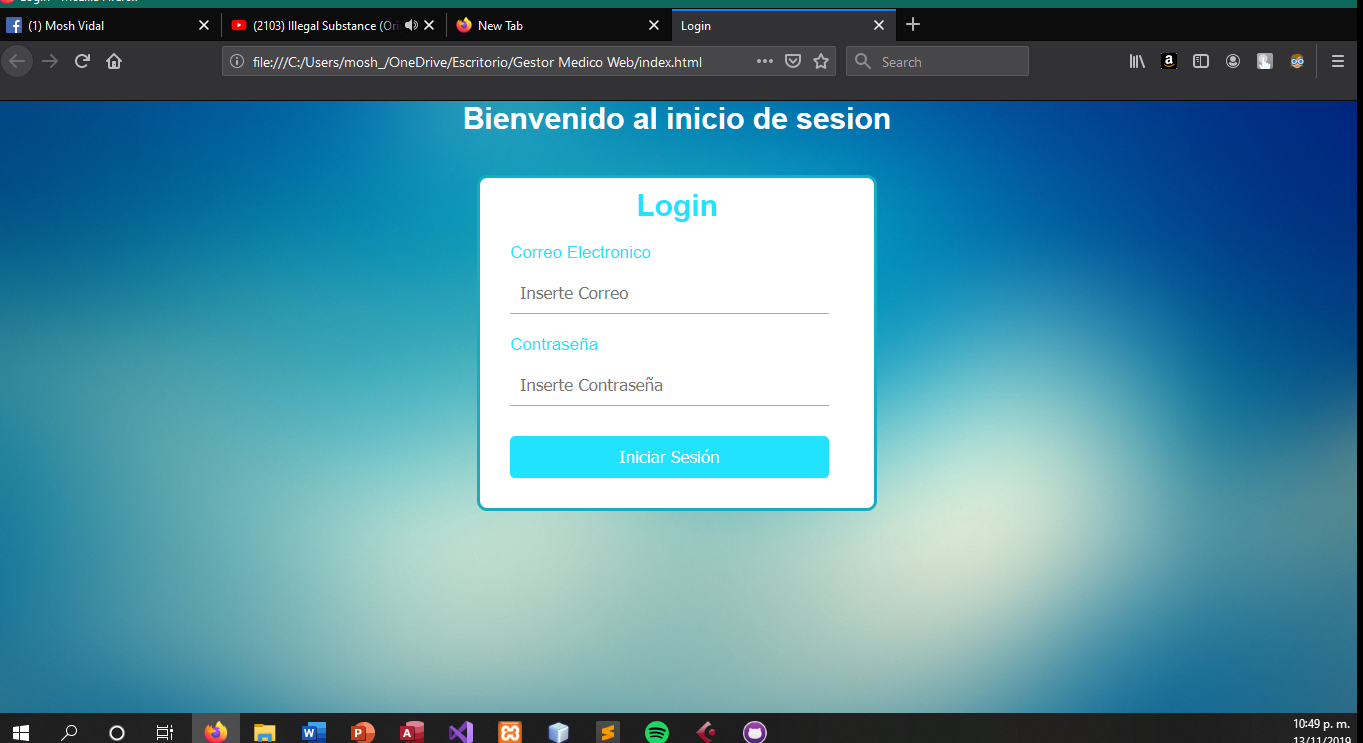 (1) Mosh Vidal
(2103) Illegal Substance (Ori
New Tab
Login
file:///C:/Users/mosh_/OneDrive/Escritorio/Gestor Medico Web/index.html
Search
Bienvenido al inicio de sesion
Login
Correo Electronico
Inserte Correo
Contraseña
Inserte Contraseña
Iniciar Sesión
10:49 p. m.
13/11/2019